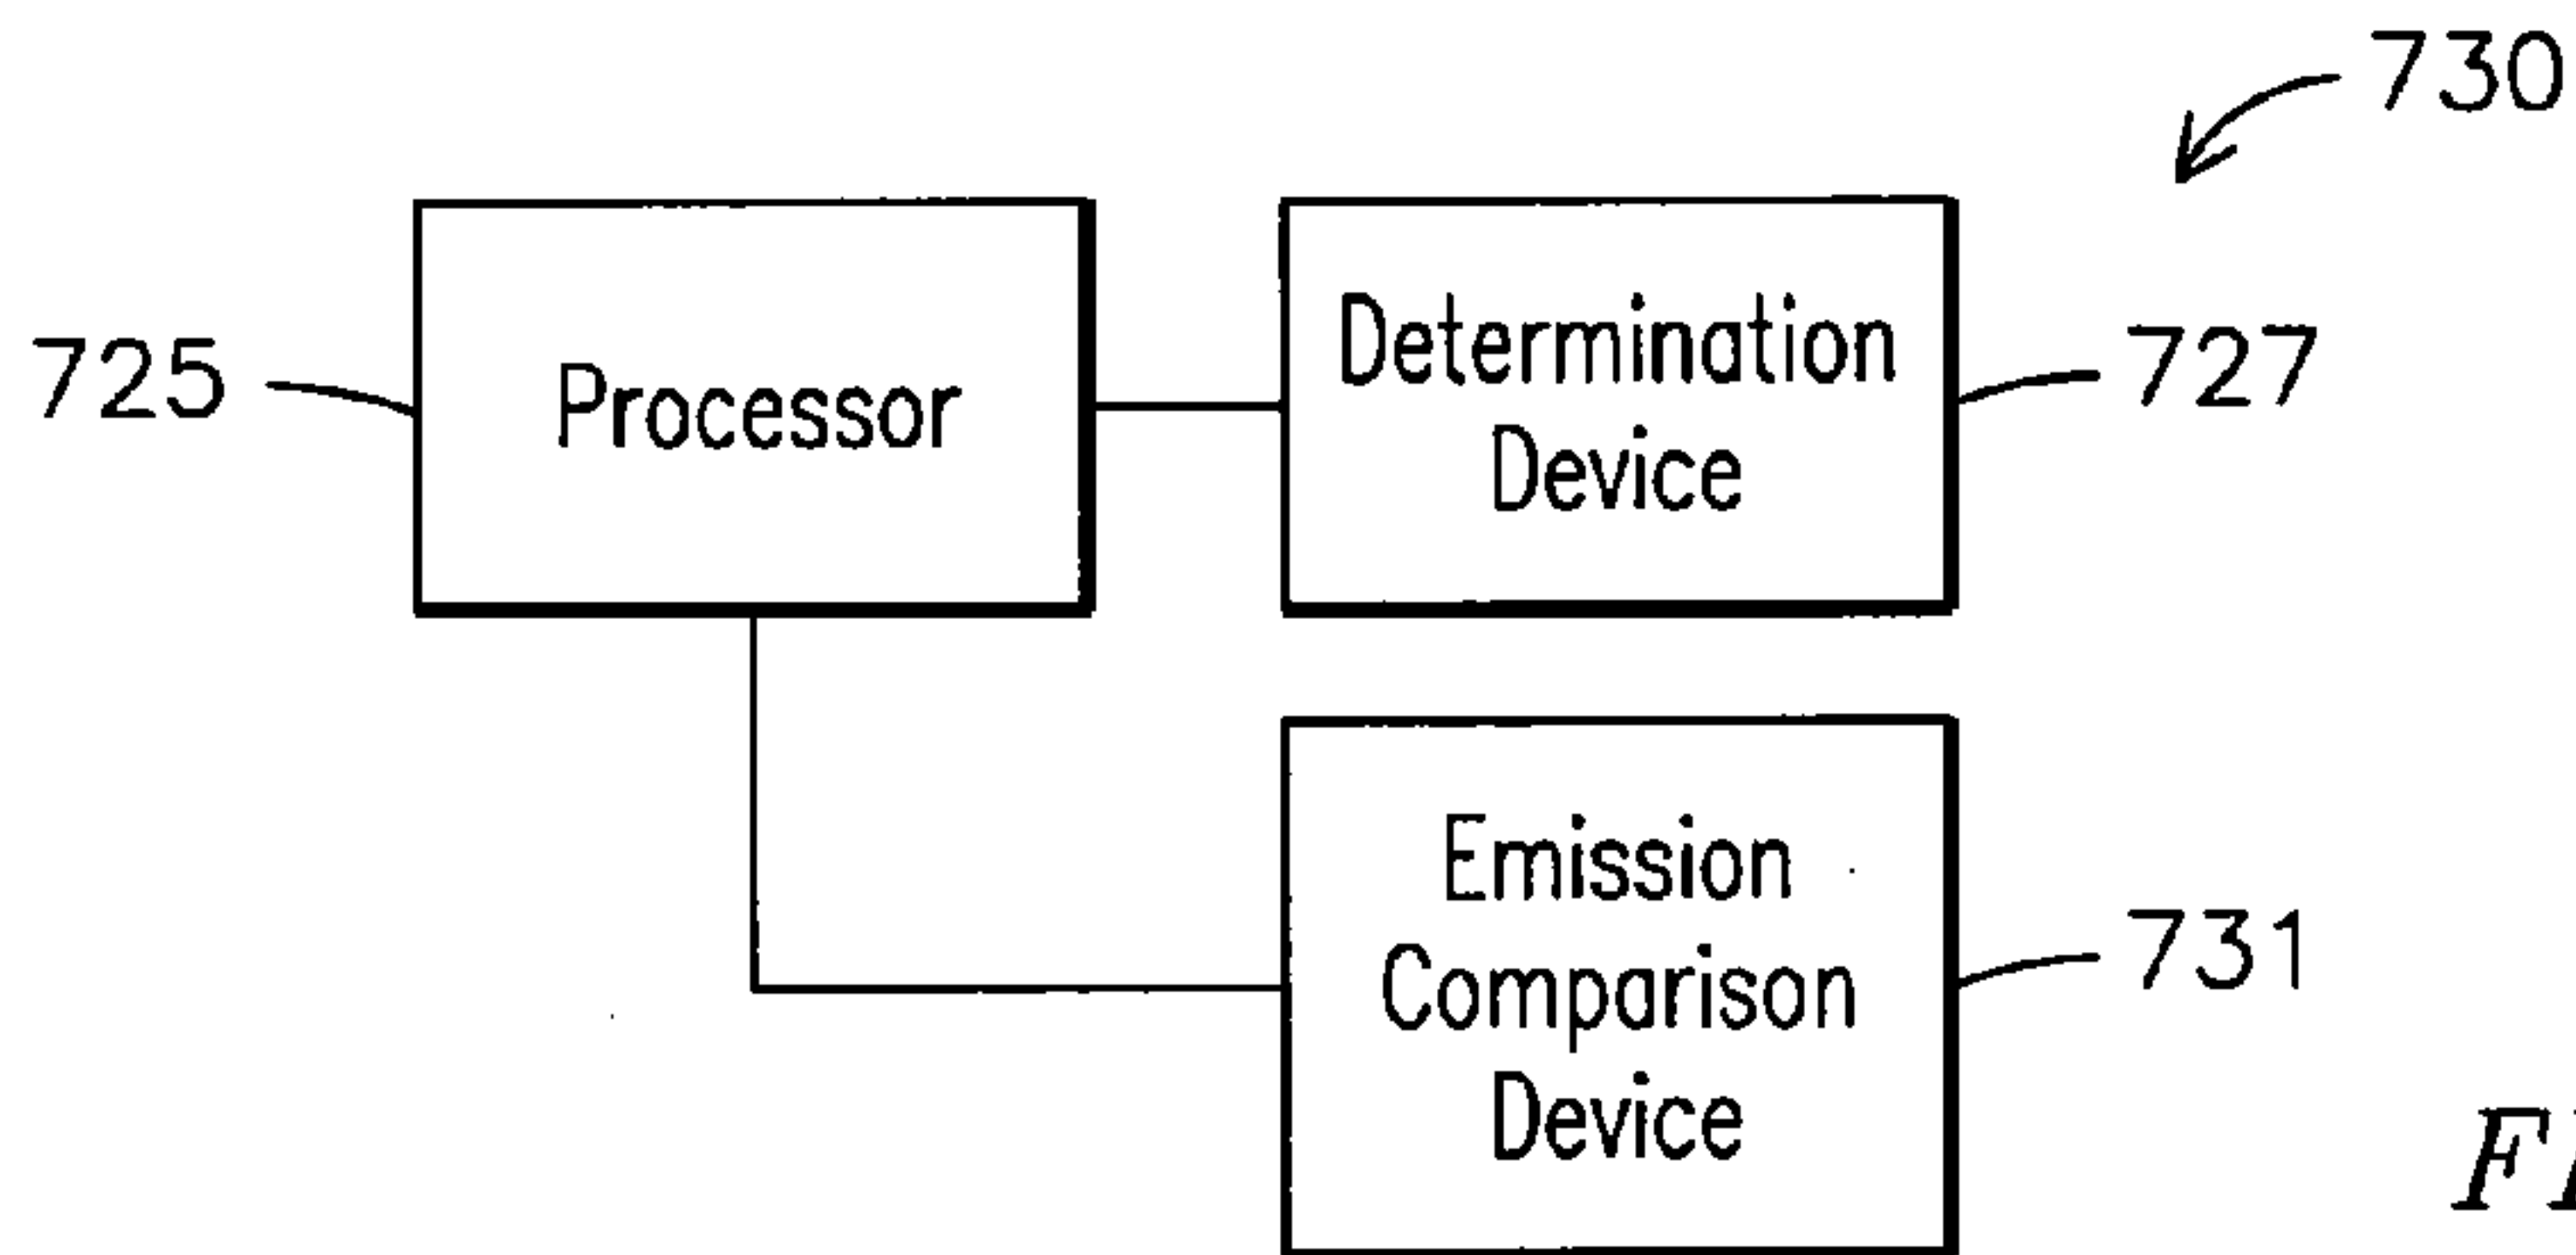 730
725
Processor
Determination
Device
727
Emission
Comparison
Device
731